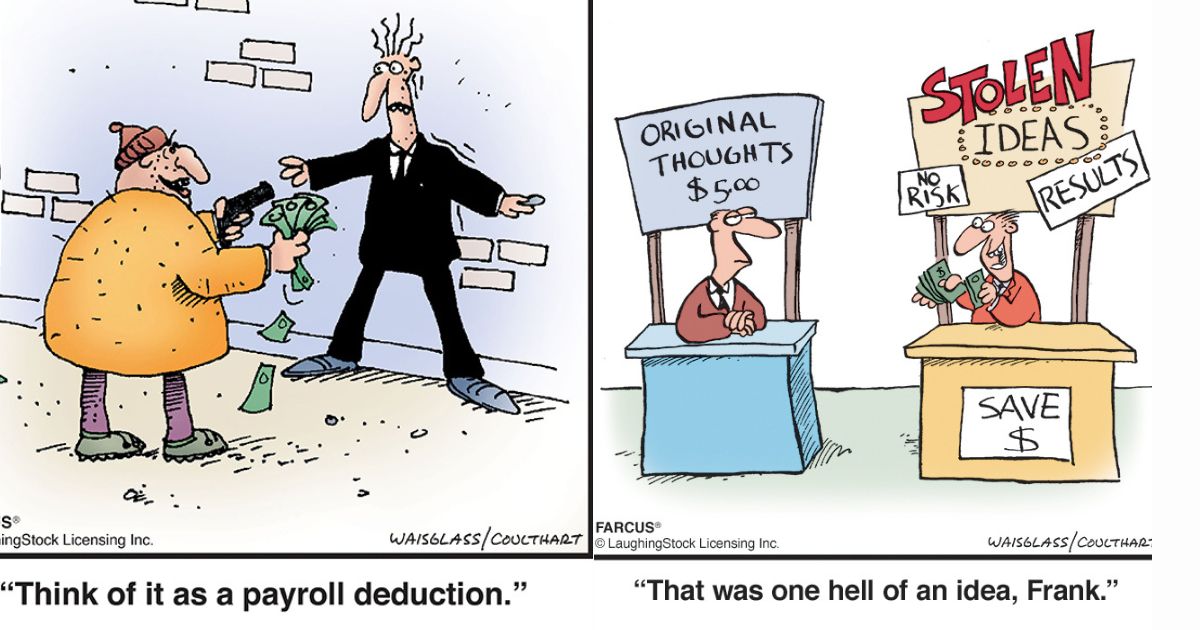 S®
ingStock Licensing Inc.
WAISGLASS/COULTHART
“Think of it as a payroll deduction.”
ORIGINAL
THOUGHTS
$5.00
STOLEN
IDEAS
NO
RISK
RESULTS
SAVE
$
FARCUS®
© LaughingStock Licensing Inc.
WAISGLASS/COULTHART
“That was one hell of an idea, Frank.”